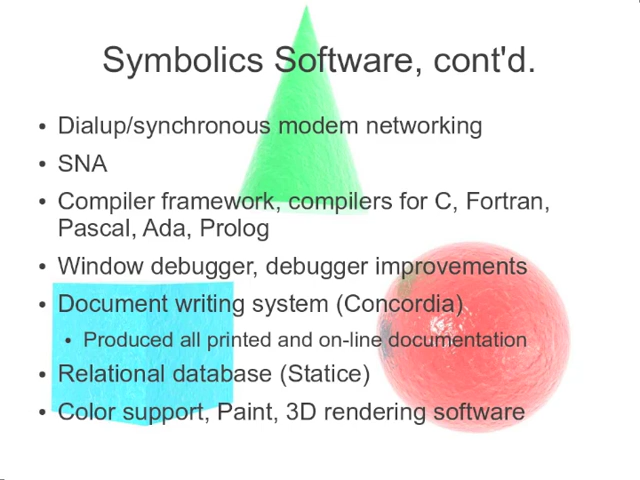 Symbolics Software, cont'd.
• Dialup/synchronous modem networking
• SNA
• Compiler framework, compilers for C, Fortran,
Pascal, Ada, Prolog
• Window debugger, debugger improvements
• Document writing system (Concordia)
• Produced all printed and on-line documentation
• Relational database (Statice)
• Color support, Paint, 3D rendering software